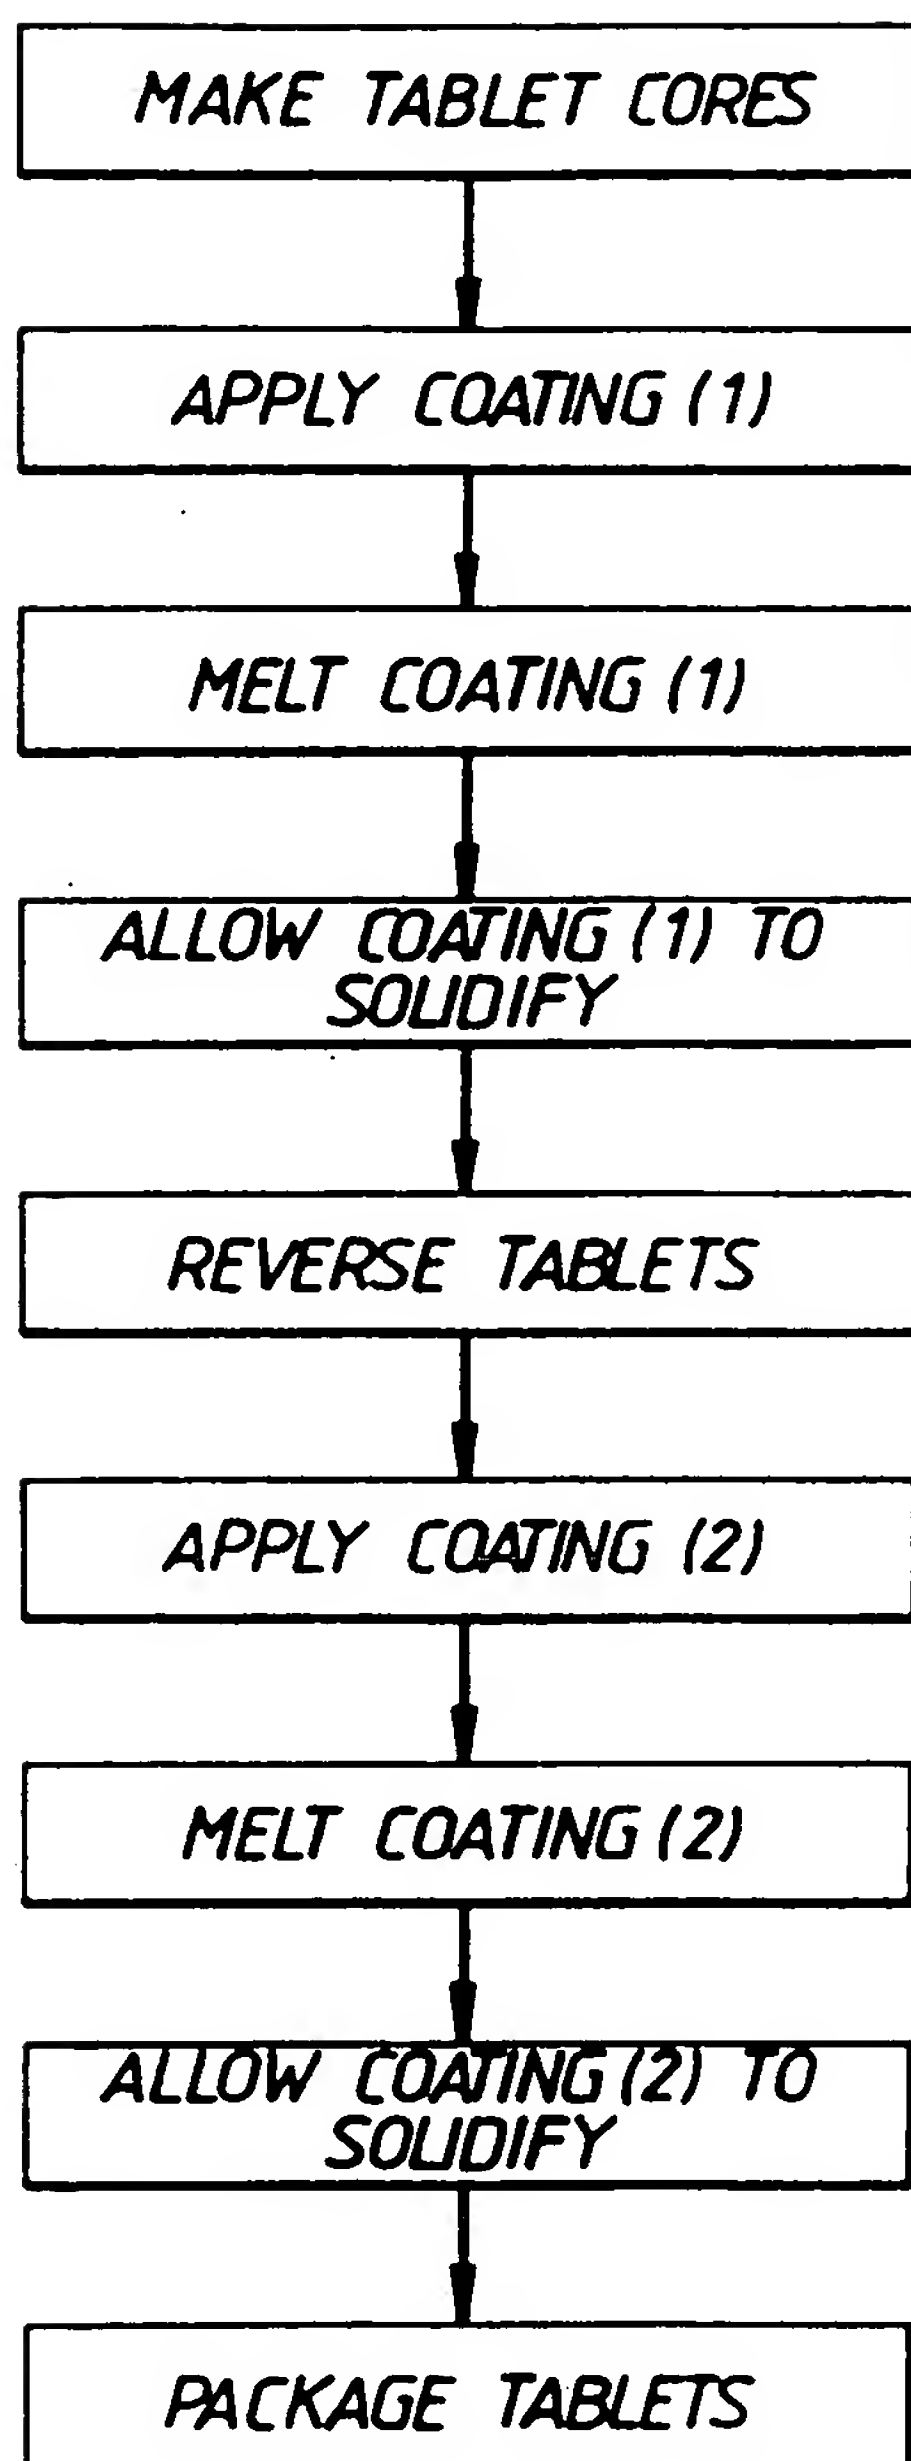 MAKE TABLET CORES
APPLY COATING (1)
MELT COATING (1)
ALLOW COATING (1) TO
SOLIDIFY
REVERSE TABLETS
APPLY COATING (2)
MELT COATING (2)
ALLOW COATING (2) TO
SOLIDIFY
PACKAGE TABLETS